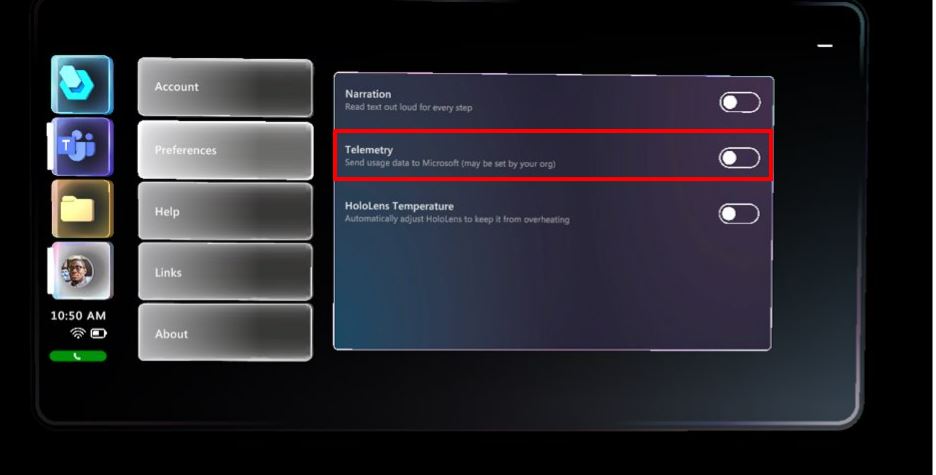 Account
Preferences
Help
Links
About
Narration
Read text out loud for every step
Telemetry
Send usage data to Microsoft (may be set by your org)
HoloLens Temperature
Automatically adjust HoloLens to keep it from overheating
T
10:50 AM